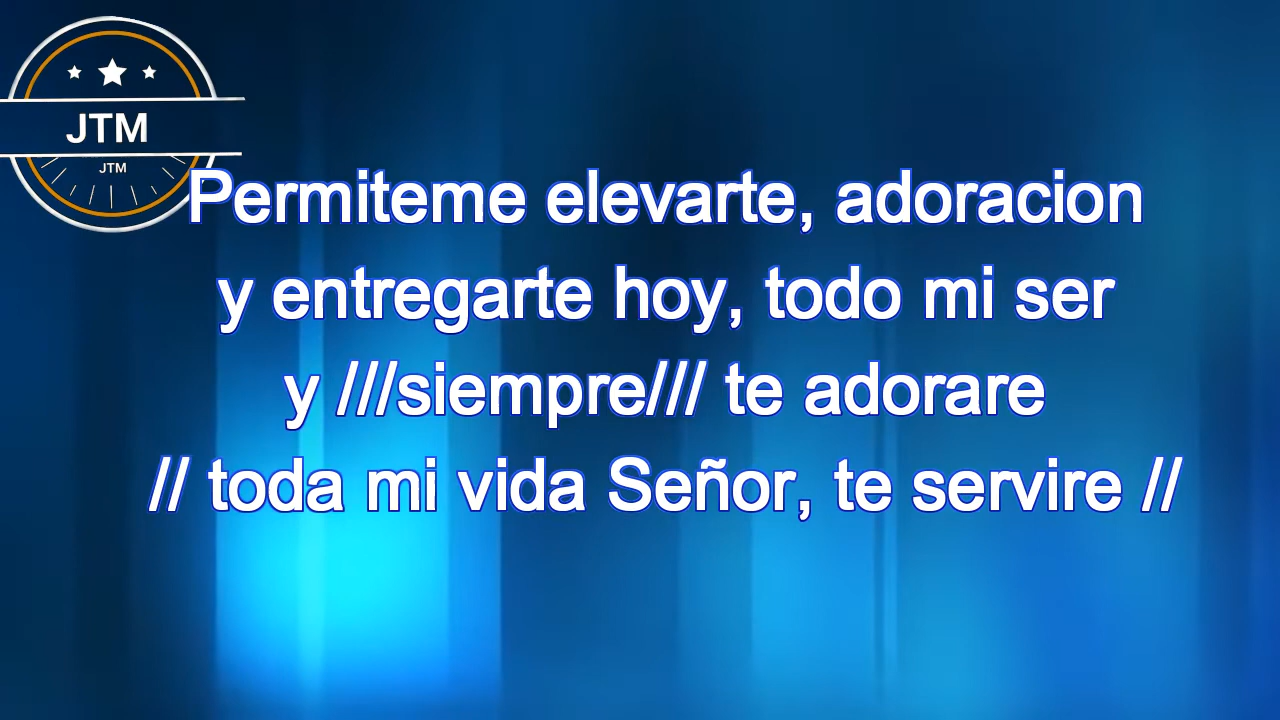 JTM
JTM
Permiteme elevarte, adoracion
y entregarte hoy, todo mi ser
y ///siempre/// te adorare
// toda mi vida Señor, te servire //